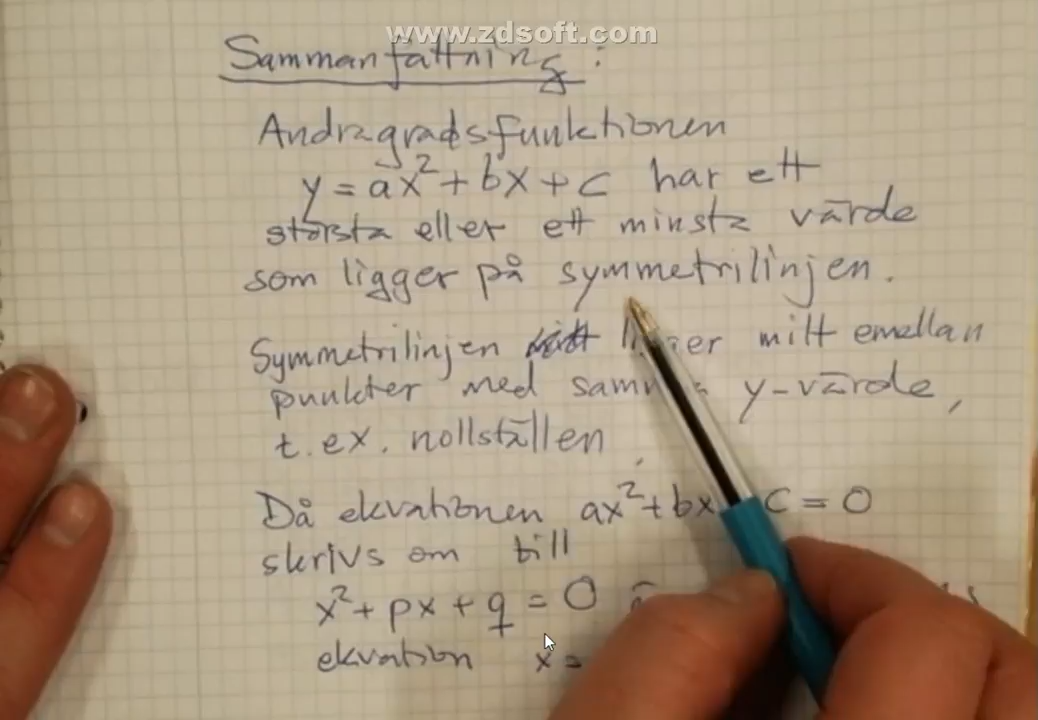 www.zdsoft.com
Sammanfattning:
Andragradsfunktionen
y = ax² + bx + c har ett
största eller ett minsta värde
som ligger på symmetrilinjen.
Symmetrilinjen mitt emellan
punkter med y-värde,
t.ex. nollställen
Då ekvationen ax² + bx c = 0
skrivs om till
x² + px + q = 0
ekvation x =